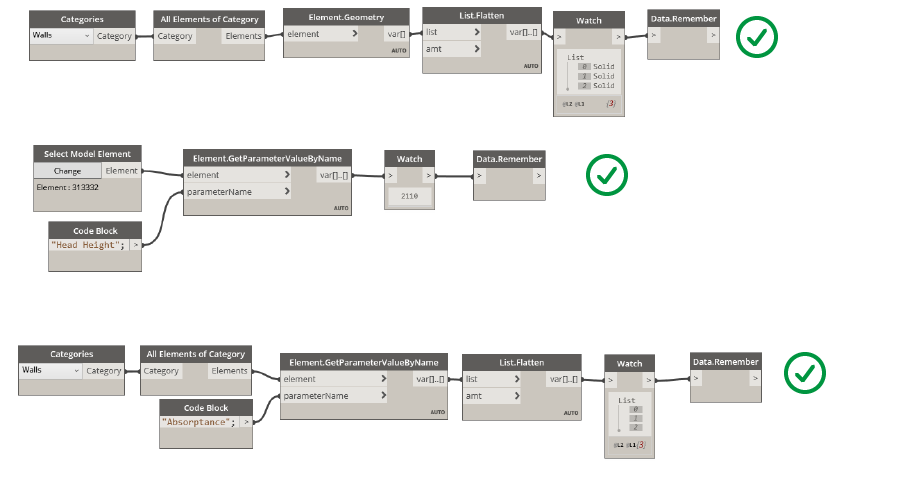 Categories
Walls
Category
All Elements of Category
Category
Elements
Element.Geometry
element
>
var[]
AUTO
List.Flatten
list
>
var[]..[]
amt
>
AUTO
Watch
>
>
List
0 Solid
1 Solid
2 Solid
@L2 @L1
{3}
Data.Remember
>
>
Select Model Element
Change
Element
Element : 313332
Code Block
"Head Height";
>
Element.GetParameterValueByName
element
>
var[]..[]
parameterName
>
AUTO
Watch
>
>
2110
Data.Remember
>
>
Categories
Walls
Category
All Elements of Category
Category
Elements
Code Block
"Absorptance";
>
Element.GetParameterValueByName
element
>
var[]..[]
parameterName
>
AUTO
List.Flatten
list
>
var[]..[]
amt
>
AUTO
Watch
>
>
List
0
1
2
@L2 @L1
{3}
Data.Remember
>
>